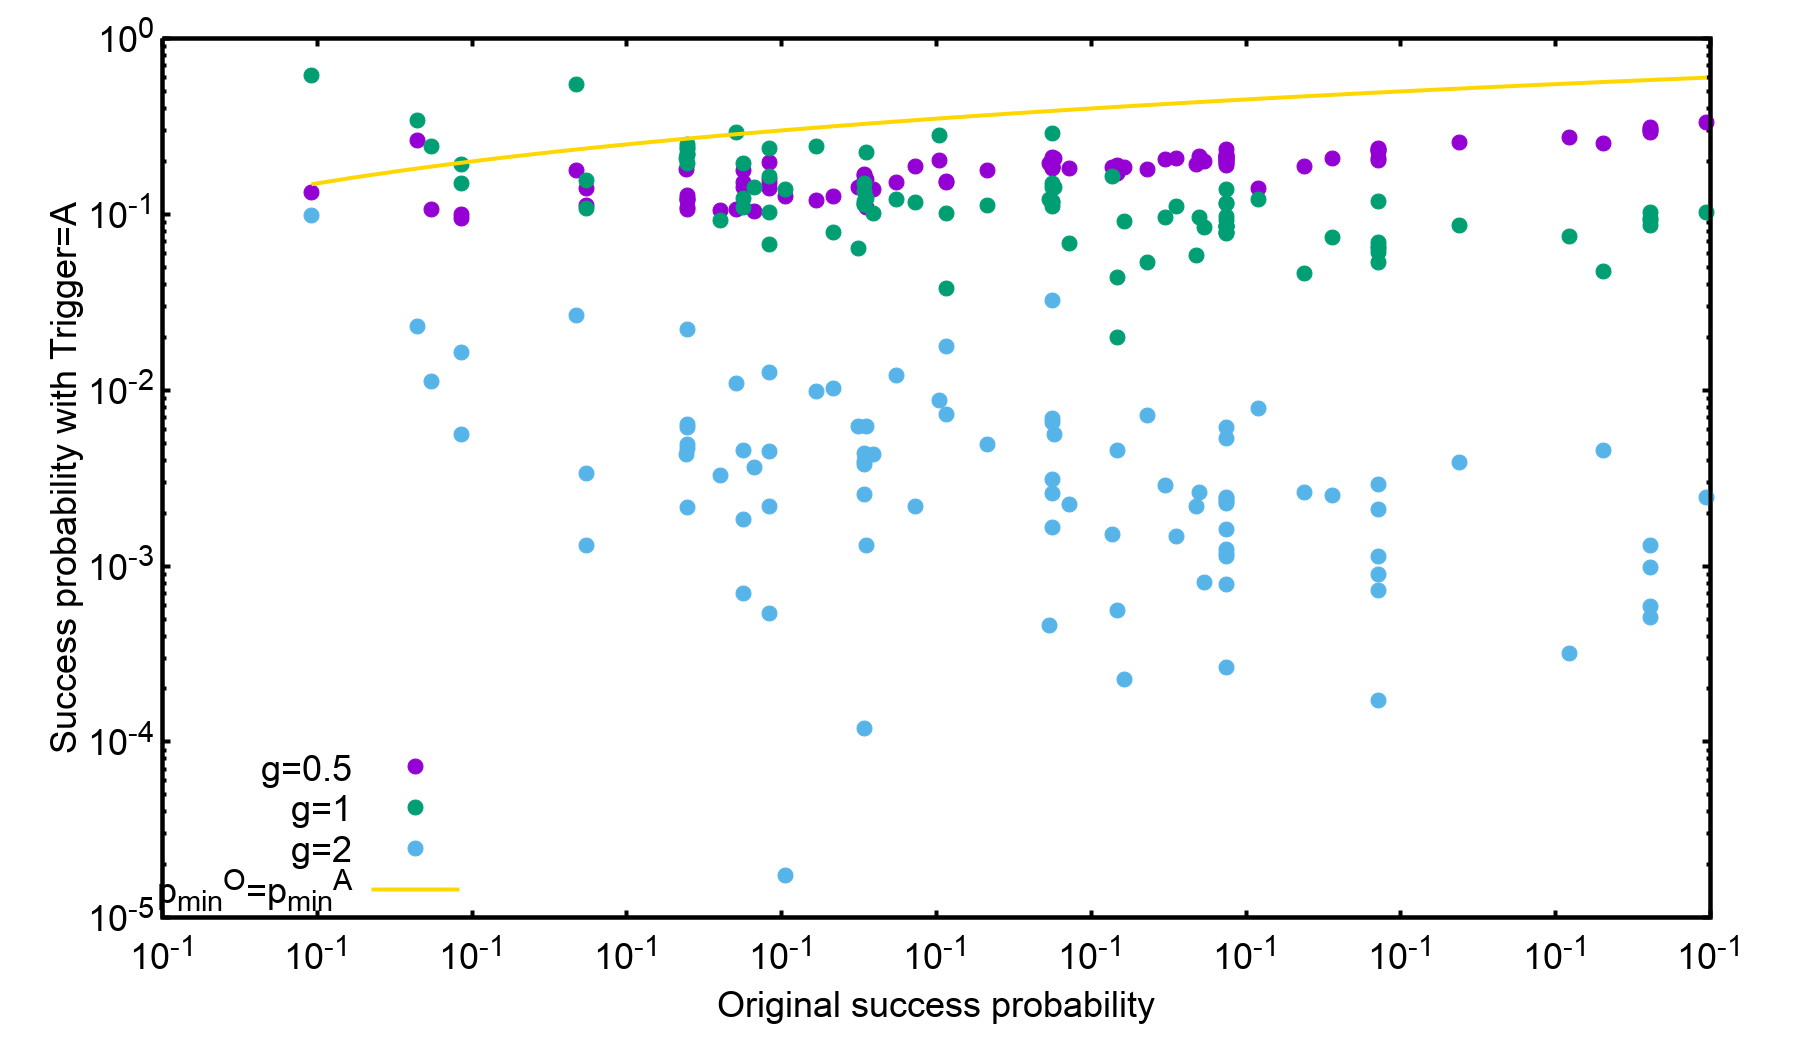 10^0
10^-1
10^-2
10^-3
10^-4
10^-5
Success probability with Trigger=A
g=0.5
g=1
g=2
p_min^O=p_min^A
10^-1 10^-1 10^-1 10^-1 10^-1 10^-1 10^-1 10^-1 10^-1 10^-1 10^-1
Original success probability